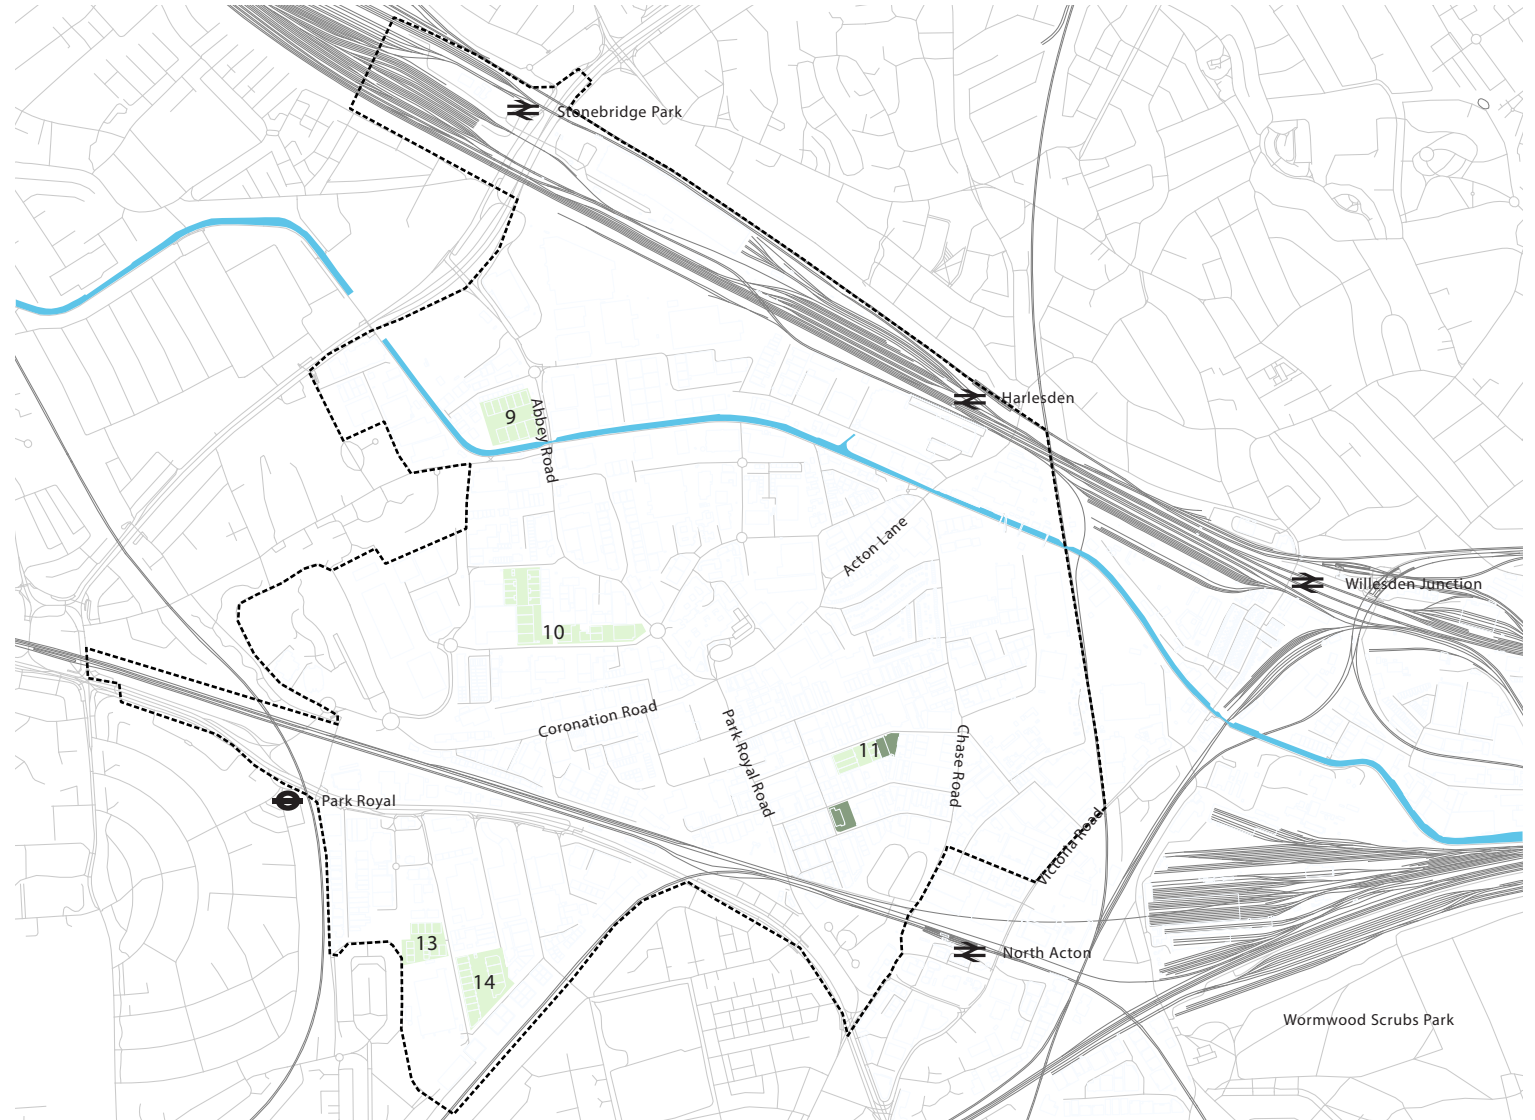 Stonebridge Park
Harlesden
9
Abbey Road
Acton Lane
Willesden Junction
10
Coronation Road
Park Royal Road
11
Chase Road
Park Royal
Victoria Road
13
14
North Acton
Wormwood Scrubs Park